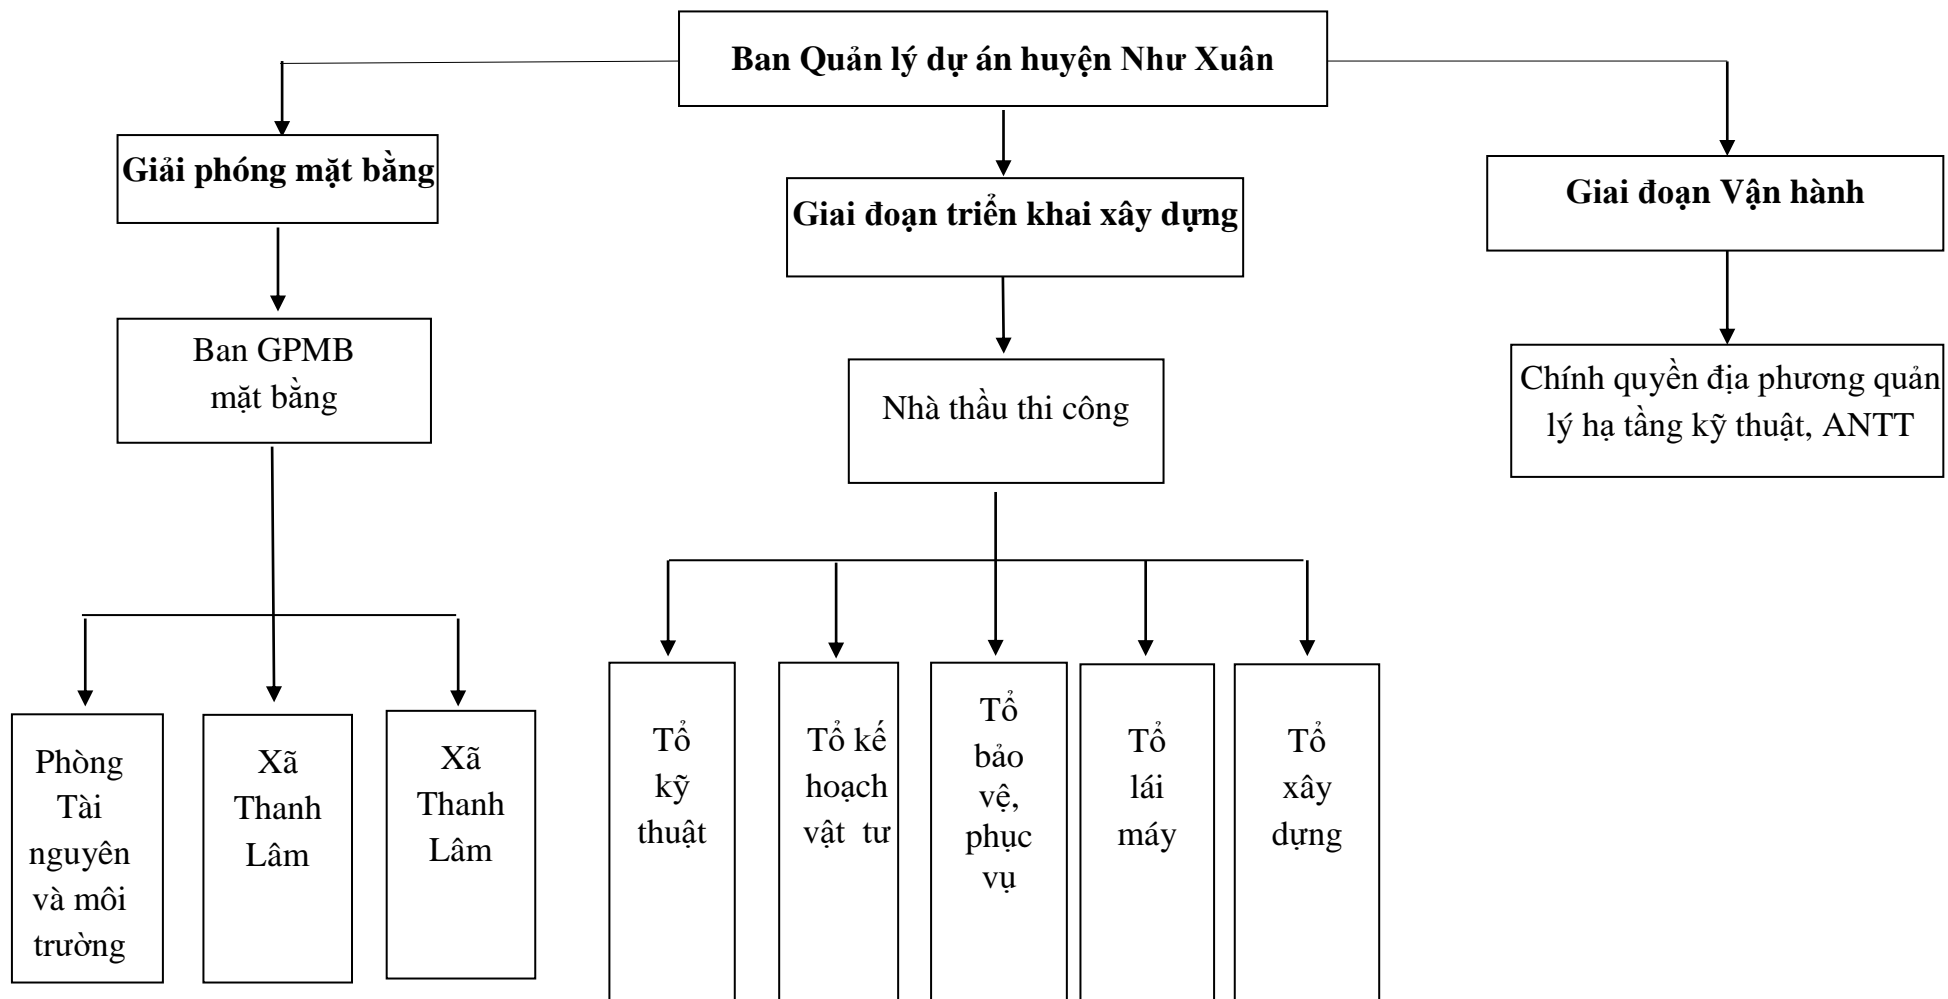 Ban Quản lý dự án huyện Như Xuân
Giải phóng mặt bằng
Giai đoạn triển khai xây dựng
Giai đoạn Vận hành
Ban GPMB
mặt bằng
Nhà thầu thi công
Chính quyền địa phương quản
lý hạ tầng kỹ thuật, ANTT
Phòng
Tài
nguyên
và môi
trường
Xã
Thanh
Lâm
Xã
Thanh
Lâm
Tổ
kỹ
thuật
Tổ kế
hoạch
vật tư
Tổ
bảo
vệ,
phục
vụ
Tổ
lái
máy
Tổ
xây
dựng